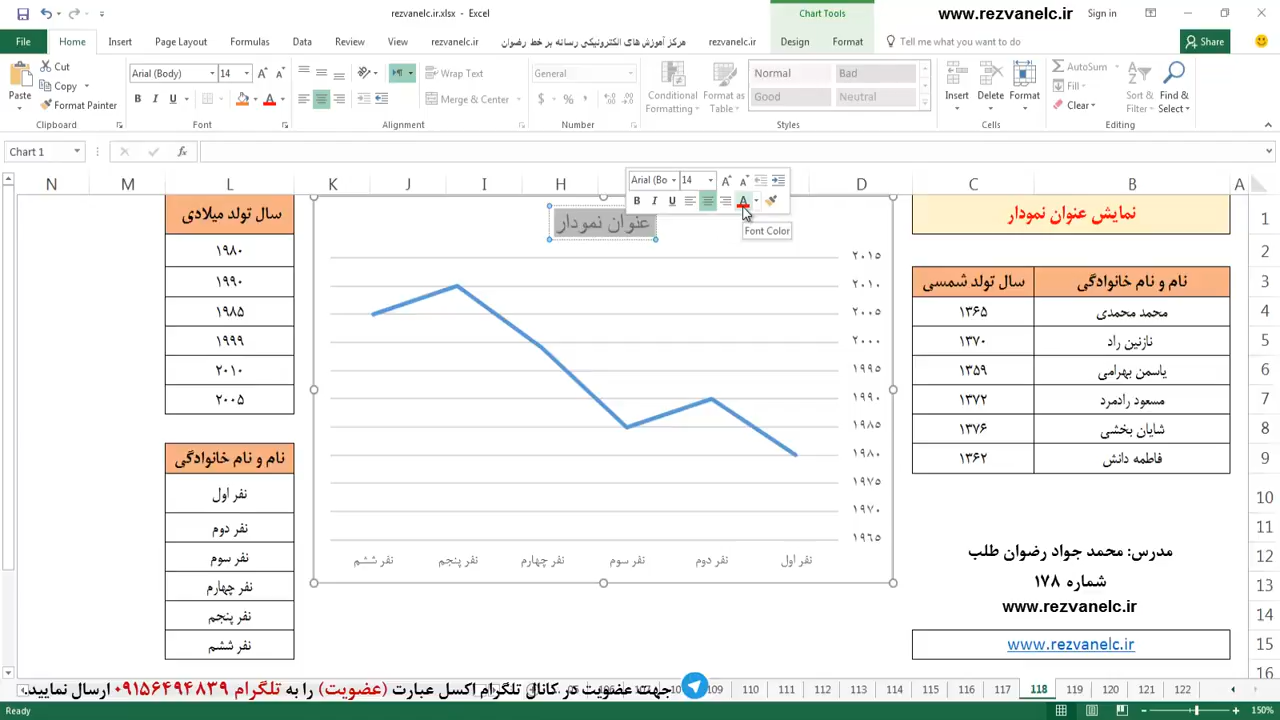 rezvanelc.ir.xlsx - Excel
Chart Tools
www.rezvanelc.ir
Sign in
File
Home
Insert
Page Layout
Formulas
Data
Review
View
rezvanelc.ir
مرکز آموزش های الکترونیکی رسانه بر خط رضوان
rezvanelc.ir
Design
Format
Tell me what you want to do
Share
Paste
Cut
Copy
Format Painter
Clipboard
Arial (Body)
14
B I U
Font
Wrap Text
Merge & Center
Alignment
General
$ % ,
Number
Conditional Formatting
Format as Table
Normal
Bad
Good
Neutral
Styles
Insert
Delete
Format
Cells
AutoSum
Fill
Clear
Sort & Filter
Find & Select
Editing
Chart 1
fx
Arial (Bo
14
B I U
Font Color
N M L K J I H D C B A
1
2
3
4
5
6
7
8
9
10
11
12
13
14
15
16
نمایش عنوان نمودار
نام و نام خانوادگی
سال تولد شمسی
محمد محمدی ۱۳۶۵
نازنین راد ۱۳۷۰
یاسمن بهرامی ۱۳۵۹
مسعود رادمرد ۱۳۷۲
شایان بخشی ۱۳۷۶
فاطمه دانش ۱۳۶۲
مدرس: محمد جواد رضوان طلب
شماره ۱۷۸
www.rezvanelc.ir
www.rezvanelc.ir
عنوان نمودار
۲۰۱۵
۲۰۱۰
۲۰۰۵
۲۰۰۰
۱۹۹۵
۱۹۹۰
۱۹۸۵
۱۹۸۰
۱۹۷۵
۱۹۷۰
۱۹۶۵
نفر اول نفر دوم نفر سوم نفر چهارم نفر پنجم نفر ششم
سال تولد میلادی
۱۹۸۰
۱۹۹۰
۱۹۸۵
۱۹۹۹
۲۰۱۰
۲۰۰۵
نام و نام خانوادگی
نفر اول
نفر دوم
نفر سوم
نفر چهارم
نفر پنجم
نفر ششم
جهت عضویت در کانال تلگرام اکسل عبارت (عضویت) را به تلگرام ۰۹۱۵۶۴۹۴۸۳۹ ارسال نمایید.
109 110 111 112 113 114 115 116 117 118 119 120 121 122
Ready
150%